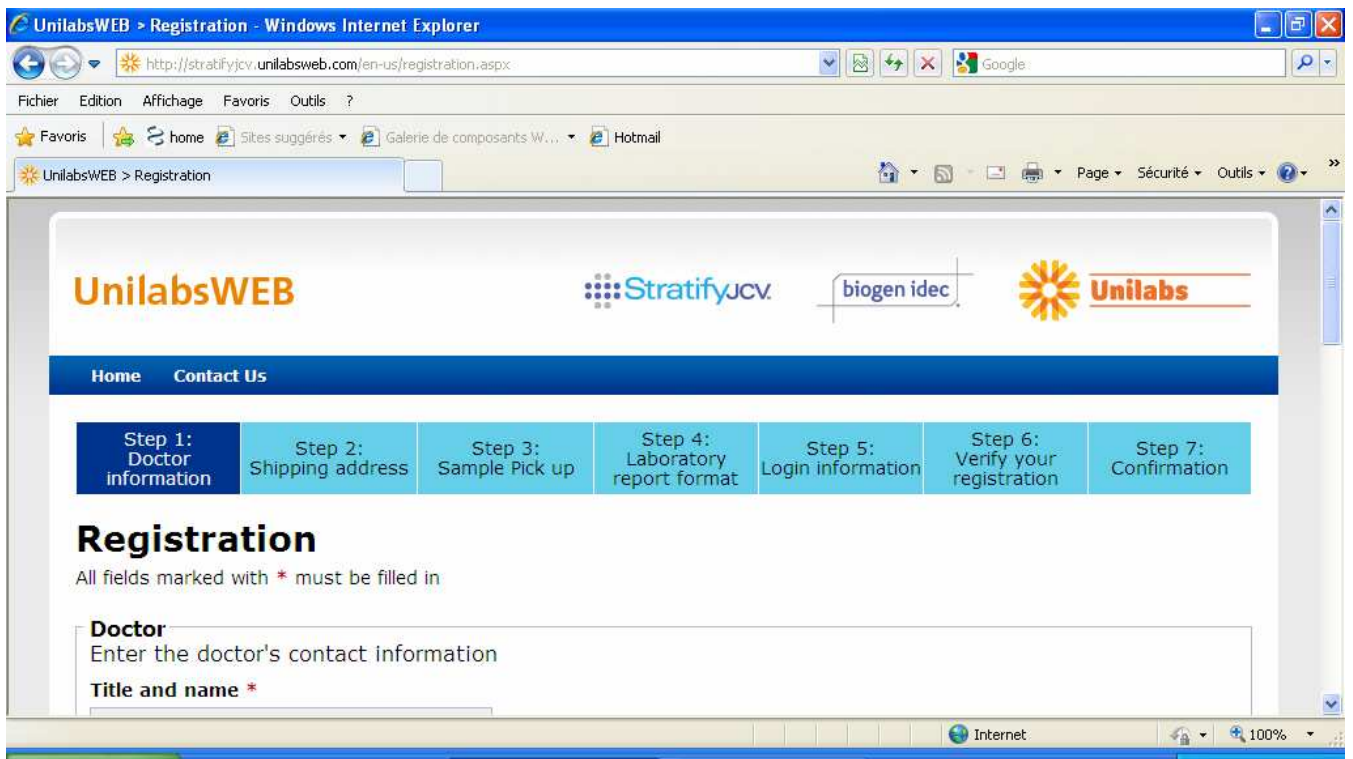 UnilabsWEB > Registration - Windows Internet Explorer
http://stratifyjcv.unilabsweb.com/en-us/registration.aspx
Google
Fichier Edition Affichage Favoris Outils ?
Favoris home Sites suggérés Galerie de composants W... Hotmail
UnilabsWEB > Registration
Page Sécurité Outils »
UnilabsWEB
StratifyJCV.
biogen idec
Unilabs
Home Contact Us
Step 1:
Doctor
information
Step 2:
Shipping address
Step 3:
Sample Pick up
Step 4:
Laboratory
report format
Step 5:
Login information
Step 6:
Verify your
registration
Step 7:
Confirmation
Registration
All fields marked with * must be filled in
Doctor
Enter the doctor's contact information
Title and name *
Internet 100%